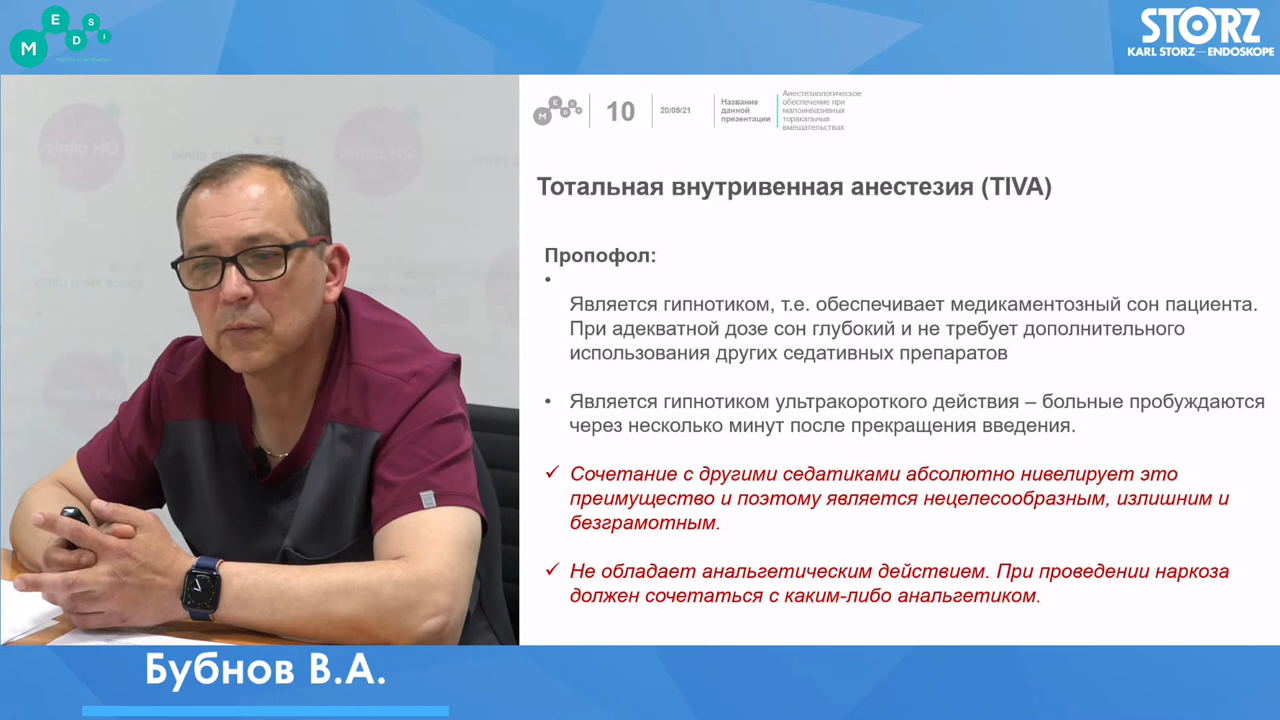 M E D S I
STORZ
KARL STORZ—ENDOSKOPE
M E D S I
10
20/05/21
Название
данной
презентации
Анестезиологическое
обеспечение при
малоинвазивных
торакальных
вмешательствах
Тотальная внутривенная анестезия (TIVA)
Пропофол:
•
Является гипнотиком, т.е. обеспечивает медикаментозный сон пациента.
При адекватной дозе сон глубокий и не требует дополнительного
использования других седативных препаратов
• Является гипнотиком ультракороткого действия – больные пробуждаются
через несколько минут после прекращения введения.
✓ Сочетание с другими седатиками абсолютно нивелирует это
преимущество и поэтому является нецелесообразным, излишним и
безграмотным.
✓ Не обладает анальгетическим действием. При проведении наркоза
должен сочетаться с каким-либо анальгетиком.
Бубнов В.А.